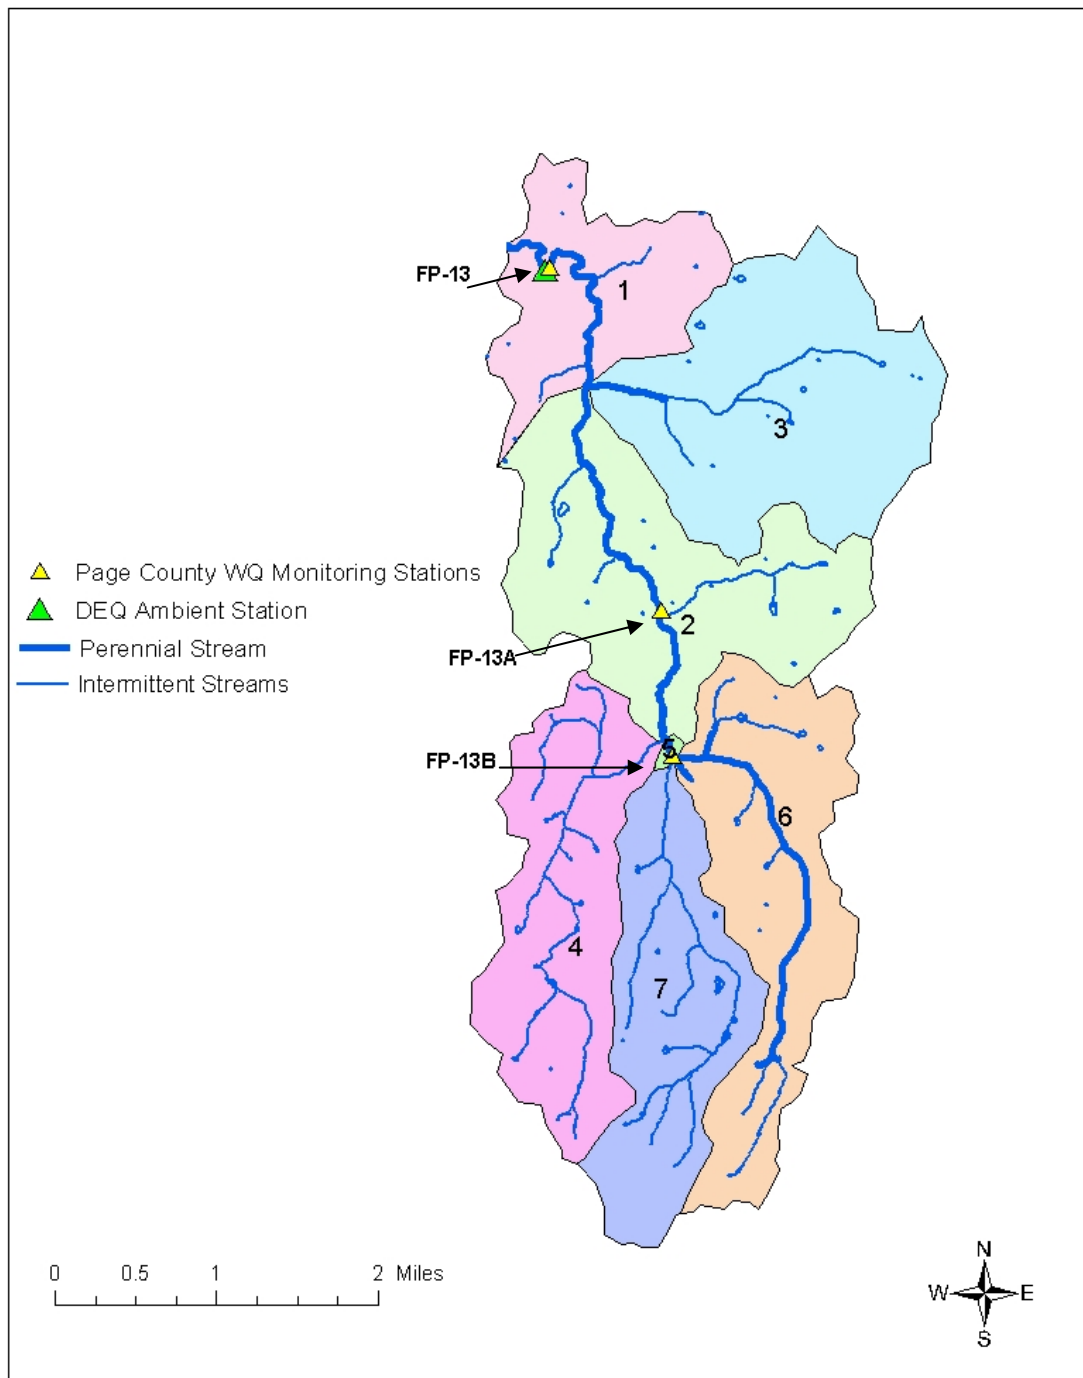 FP-13
1
3
Page County WQ Monitoring Stations
DEQ Ambient Station
2
Perennial Stream
FP-13A
Intermittent Streams
5
FP-13B
6
4
7
0 0.5 1 2 Miles
N
W E
S